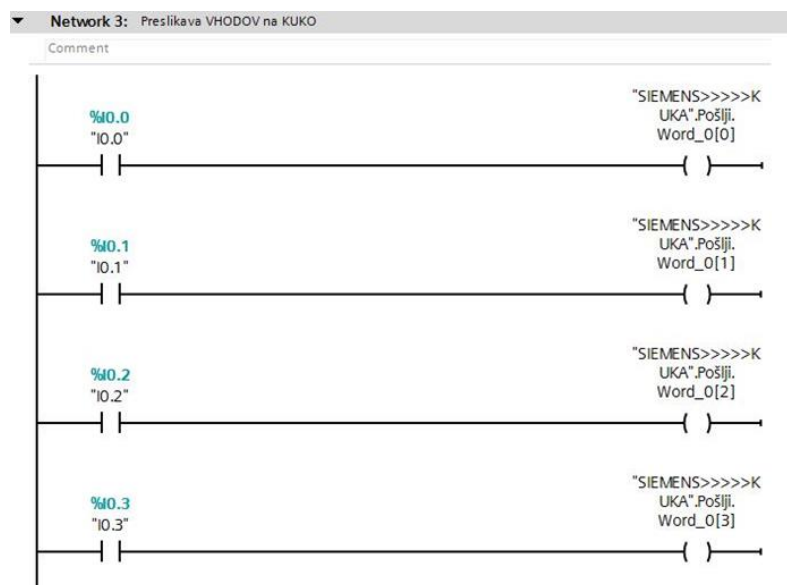 Network 3: Preslikava VHODOV na KUKO
Comment
"SIEMENS>>>>>K
UKA".Pošlji.
Word_0[0]
%I0.0
"I0.0"
"SIEMENS>>>>>K
UKA".Pošlji.
Word_0[1]
%I0.1
"I0.1"
"SIEMENS>>>>>K
UKA".Pošlji.
Word_0[2]
%I0.2
"I0.2"
"SIEMENS>>>>>K
UKA".Pošlji.
Word_0[3]
%I0.3
"I0.3"